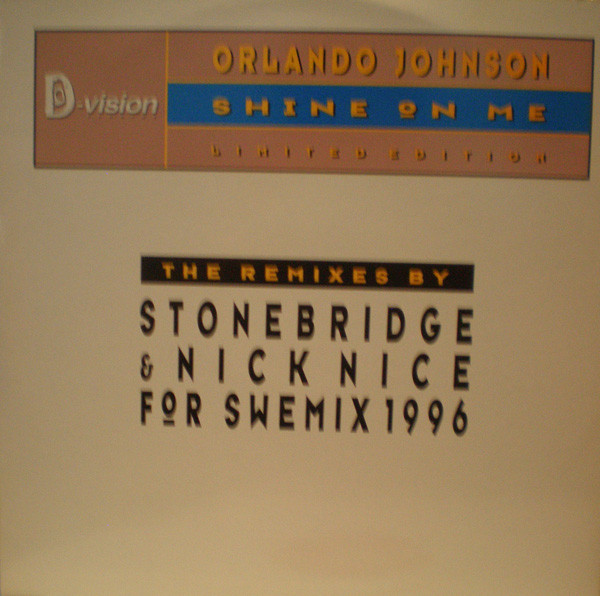 D-vision
ORLANDO JOHNSON
SHINE ON ME
LIMITED EDITION
THE REMIXES BY
STONEBRIDGE
& NICK NICE
FOR SWEMIX 1996